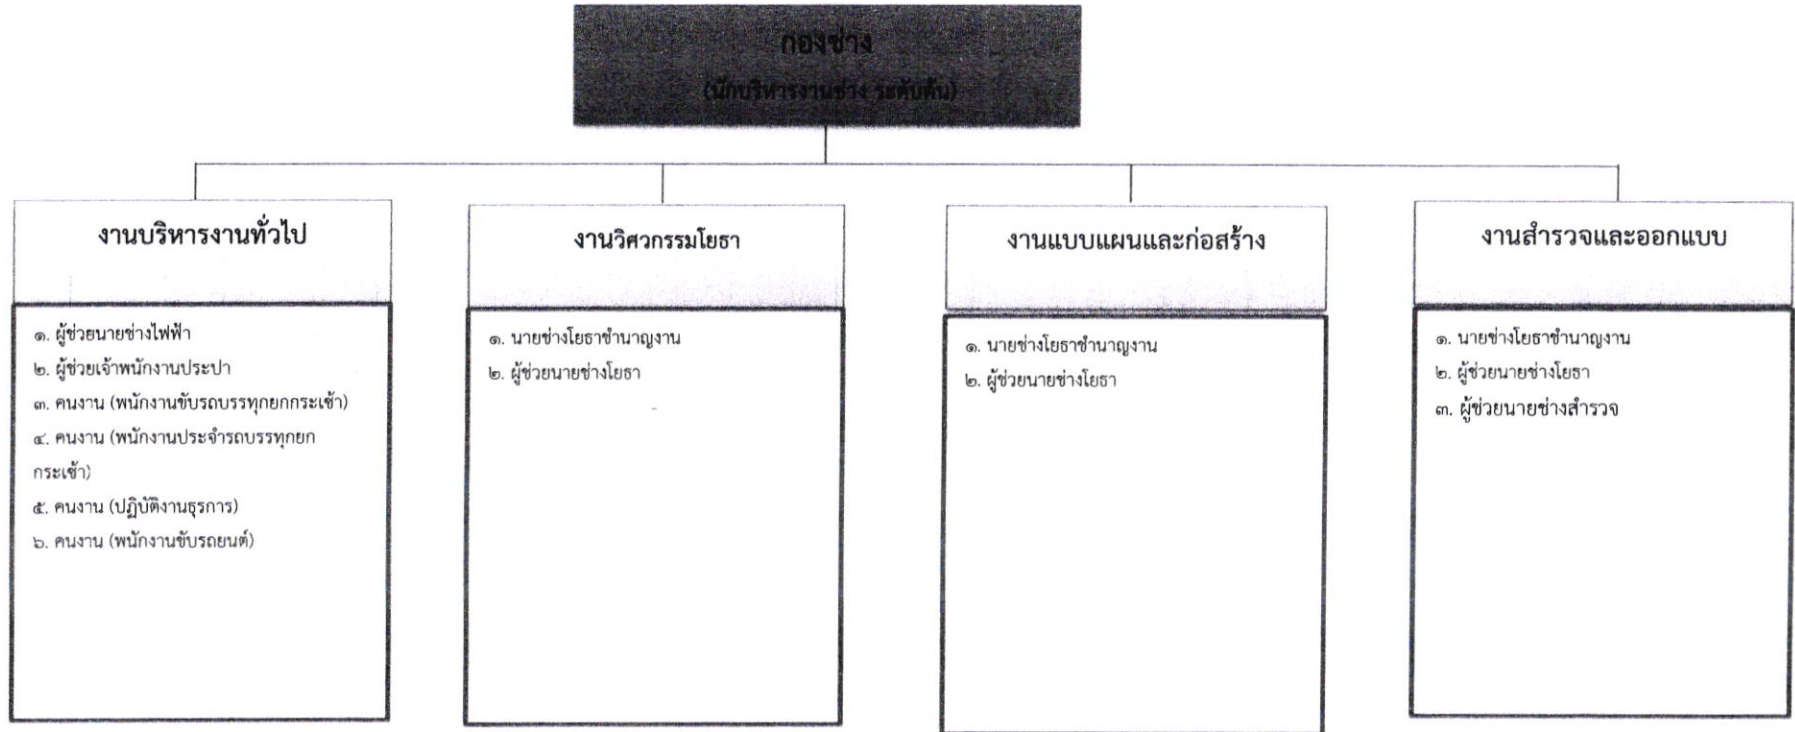 กองช่าง
(นักบริหารงานช่าง ระดับต้น)
งานบริหารงานทั่วไป
๑. ผู้ช่วยนายช่างไฟฟ้า
๒. ผู้ช่วยเจ้าพนักงานประปา
๓. คนงาน (พนักงานขับรถบรรทุกยกกระเช้า)
๔. คนงาน (พนักงานประจำรถบรรทุกยก
กระเช้า)
๕. คนงาน (ปฏิบัติงานธุรการ)
๖. คนงาน (พนักงานขับรถยนต์)
งานวิศวกรรมโยธา
๑. นายช่างโยธาชำนาญงาน
๒. ผู้ช่วยนายช่างโยธา
งานแบบแผนและก่อสร้าง
๑. นายช่างโยธาชำนาญงาน
๒. ผู้ช่วยนายช่างโยธา
งานสำรวจและออกแบบ
๑. นายช่างโยธาชำนาญงาน
๒. ผู้ช่วยนายช่างโยธา
๓. ผู้ช่วยนายช่างสำรวจ